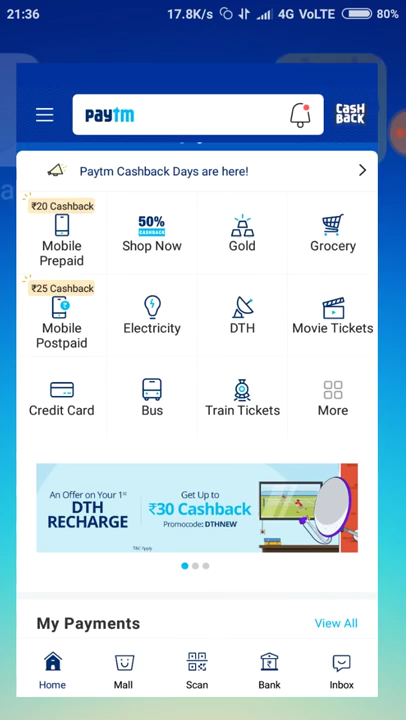 21:36 17.8K/s 4G VoLTE 80%
paytm CASH BACK
Paytm Cashback Days are here!
₹20 Cashback
Mobile Prepaid
50% CASHBACK
Shop Now
Gold
Grocery
₹25 Cashback
Mobile Postpaid
Electricity
DTH
Movie Tickets
Credit Card
Bus
Train Tickets
More
An Offer on Your 1st
DTH
RECHARGE
Get Up to
₹30 Cashback
Promocode: DTHNEW
T&C Apply
My Payments View All
Home
Mall
Scan
Bank
Inbox